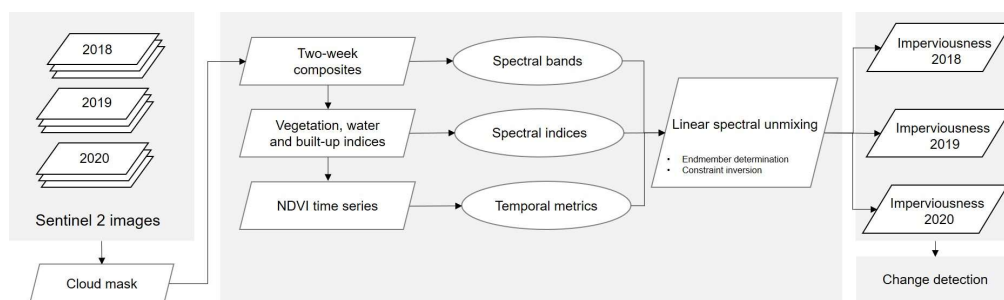 2018
2019
2020
Sentinel 2 images
Cloud mask
Two-week
composites
Vegetation, water
and built-up indices
NDVI time series
Spectral bands
Spectral indices
Temporal metrics
Linear spectral unmixing
• Endmember determination
• Constraint inversion
Imperviousness
2018
Imperviousness
2019
Imperviousness
2020
Change detection